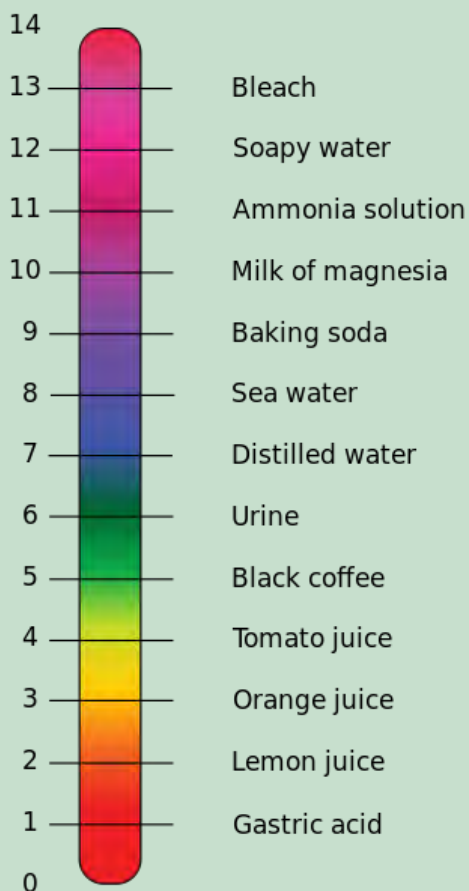 14
13 Bleach
12 Soapy water
11 Ammonia solution
10 Milk of magnesia
9 Baking soda
8 Sea water
7 Distilled water
6 Urine
5 Black coffee
4 Tomato juice
3 Orange juice
2 Lemon juice
1 Gastric acid
0